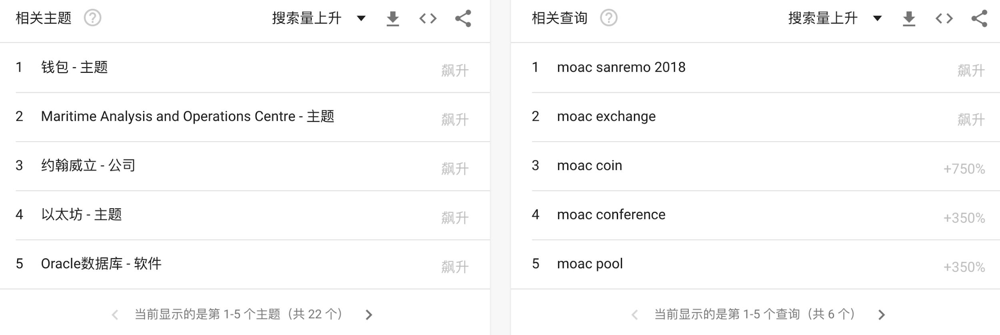 相关主题 搜索量上升
1 钱包 - 主题 飙升
2 Maritime Analysis and Operations Centre - 主题 飙升
3 约翰威立 - 公司 飙升
4 以太坊 - 主题 飙升
5 Oracle数据库 - 软件 飙升
当前显示的是第 1-5 个主题（共 22 个）
相关查询 搜索量上升
1 moac sanremo 2018 飙升
2 moac exchange 飙升
3 moac coin +750%
4 moac conference +350%
5 moac pool +350%
当前显示的是第 1-5 个查询（共 6 个）